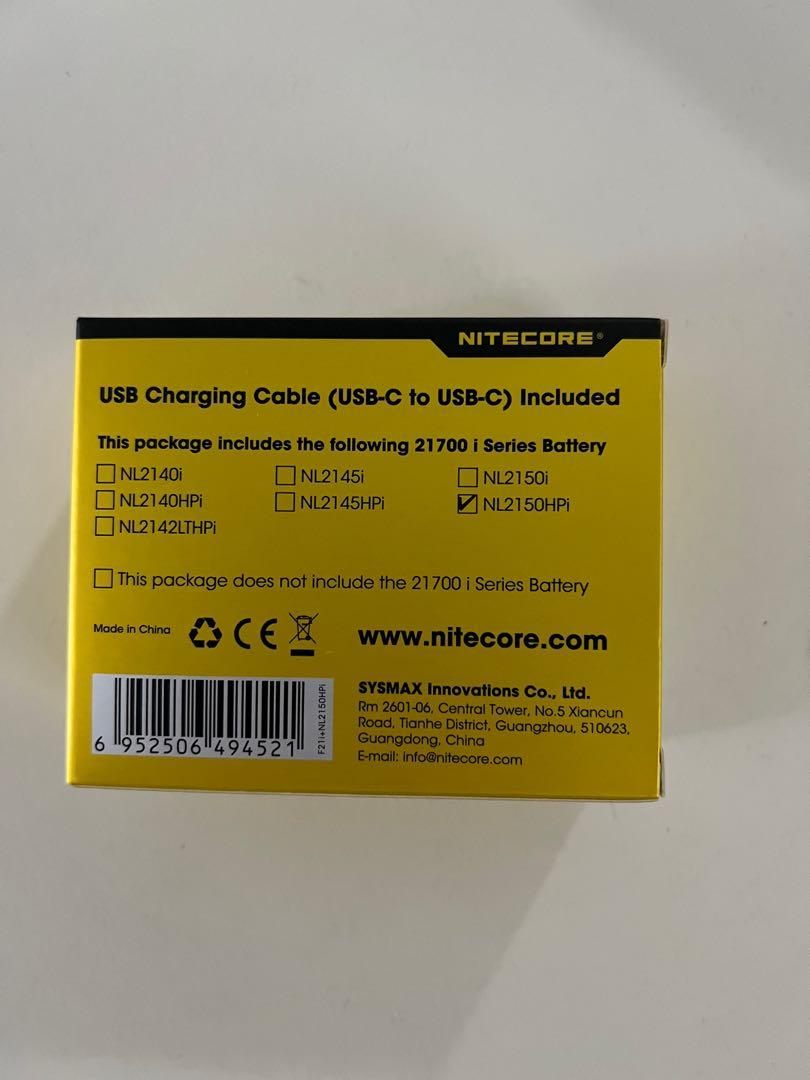 NITECORE®
USB Charging Cable (USB-C to USB-C) Included
This package includes the following 21700 i Series Battery
NL2140i NL2145i NL2150i
NL2140HPi NL2145HPi NL2150HPi
NL2142LTHPi
This package does not include the 21700 i Series Battery
Made in China CE www.nitecore.com
6 952506 494521
F21i+NL2150HPi
SYSMAX Innovations Co., Ltd.
Rm 2601-06, Central Tower, No.5 Xiancun
Road, Tianhe District, Guangzhou, 510623,
Guangdong, China
E-mail: info@nitecore.com